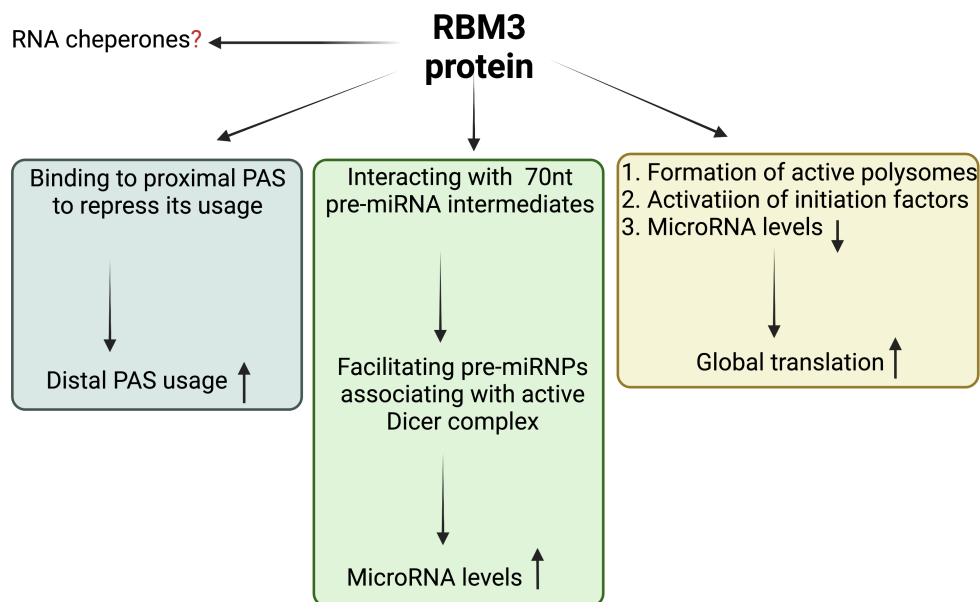 RBM3
protein
RNA cheperones?
Binding to proximal PAS
to repress its usage
Distal PAS usage
Interacting with 70nt
pre-miRNA intermediates
Facilitating pre-miRNPs
associating with active
Dicer complex
MicroRNA levels
1. Formation of active polysomes
2. Activatiion of initiation factors
3. MicroRNA levels
Global translation